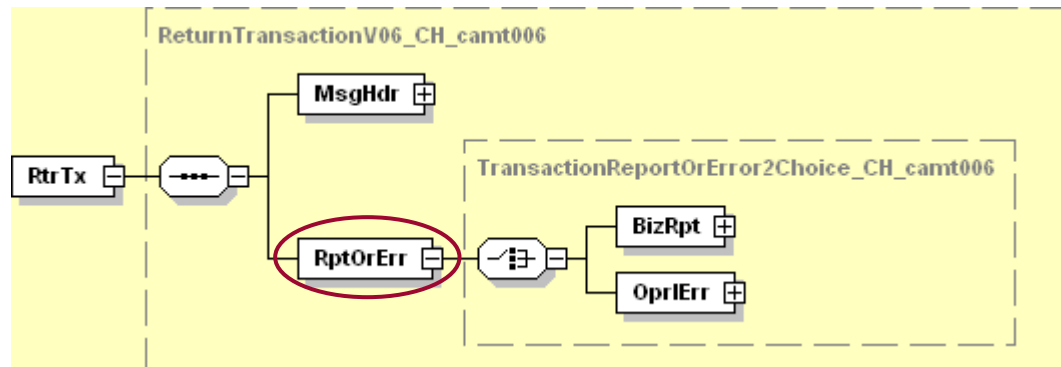 ReturnTransactionV06_CH_camt006
MsgHdr
TransactionReportOrError2Choice_CH_camt006
RtrTx
BizRpt
RptOrErr
OprlErr